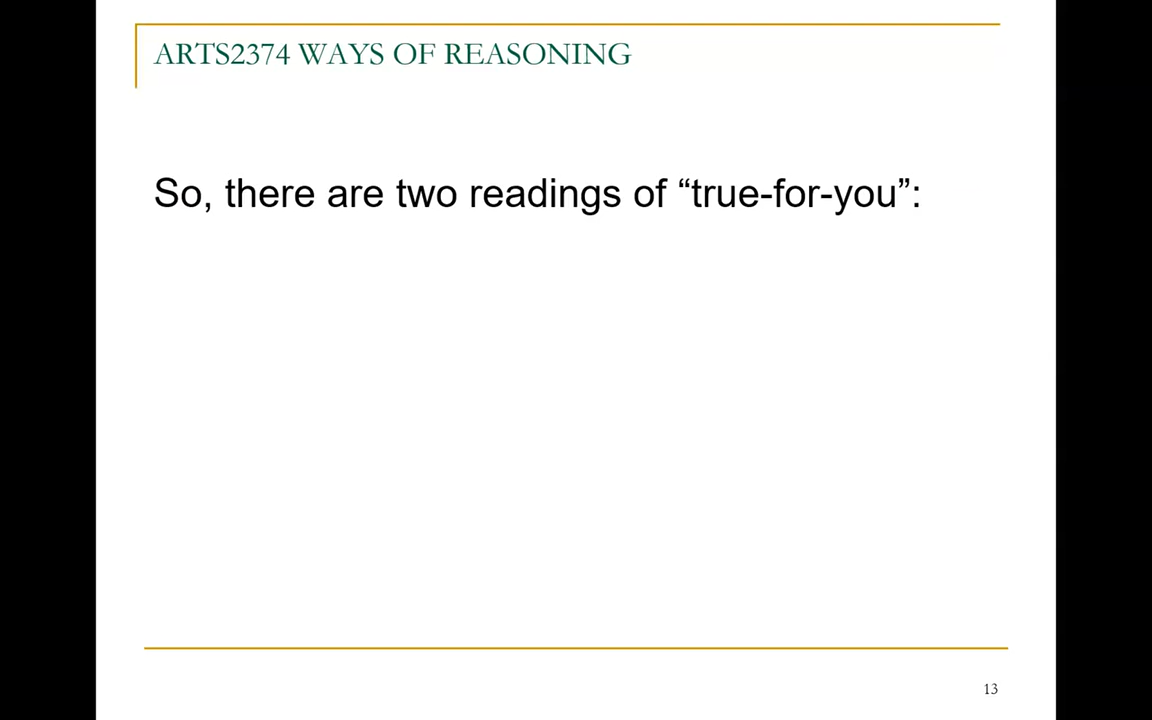 ARTS2374 WAYS OF REASONING
So, there are two readings of “true-for-you”:
13